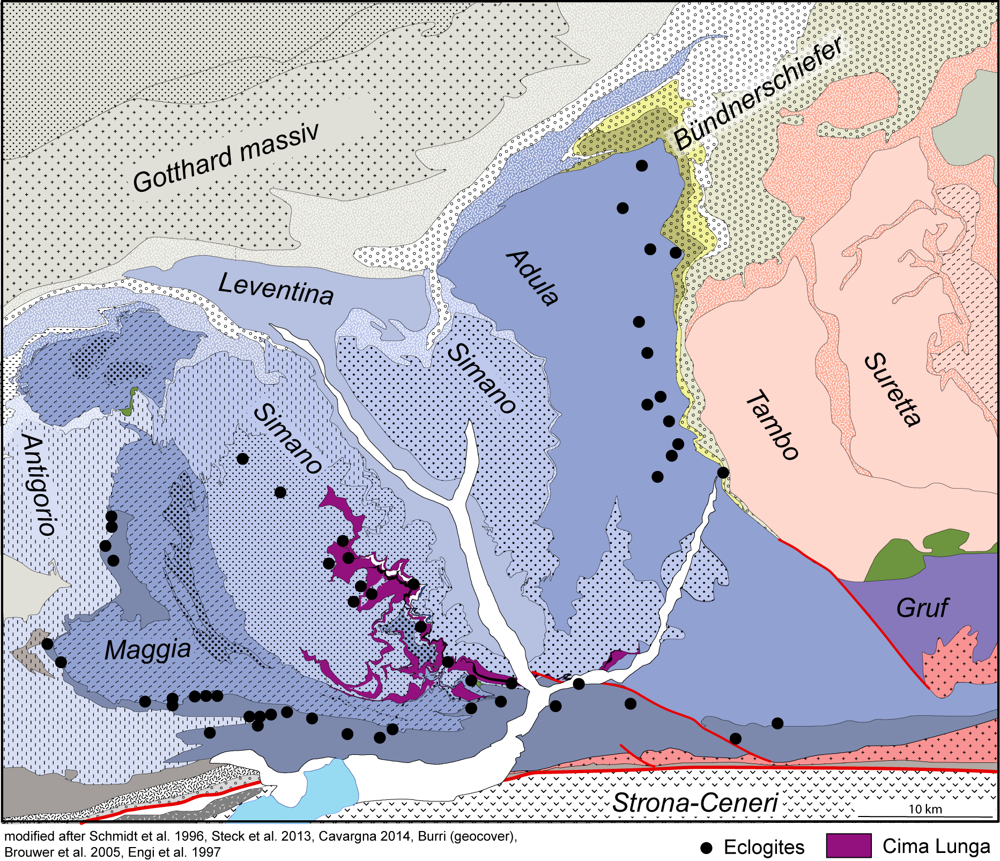 Bündnerschiefer
Gotthard massiv
Adula
Leventina
Simano
Suretta
Tambo
Simano
Antigorio
Gruf
Maggia
Strona-Ceneri
10 km
modified after Schmidt et al. 1996, Steck et al. 2013, Cavargna 2014, Burri (geocover),
Brouwer et al. 2005, Engi et al. 1997
Eclogites
Cima Lunga